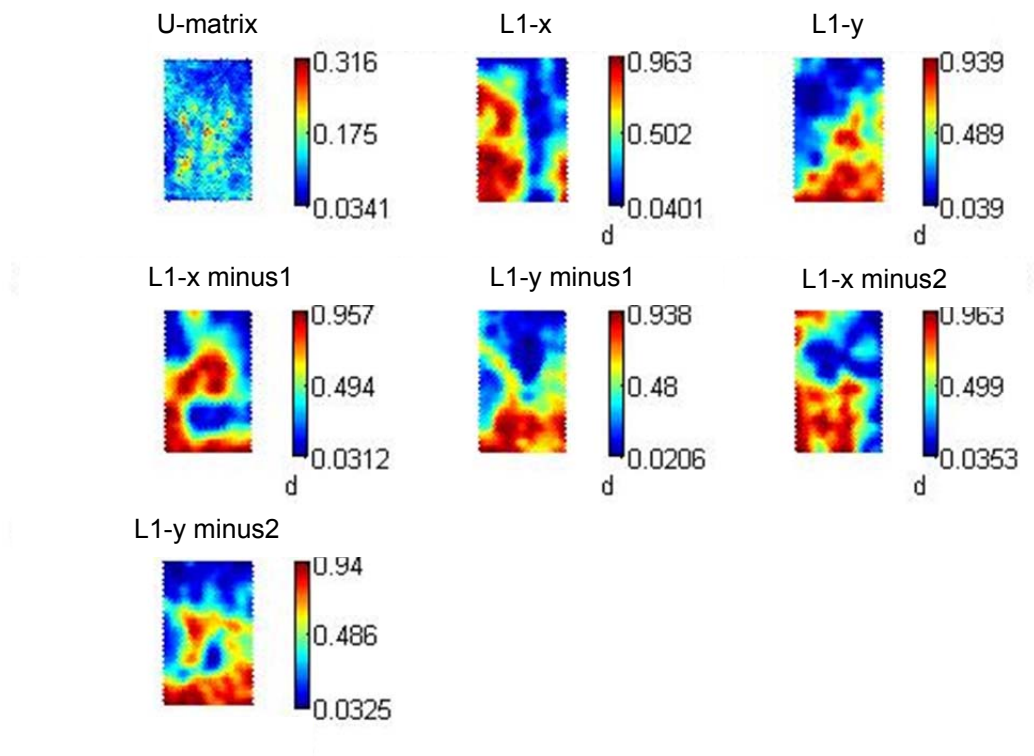 U-matrix
L1-x
L1-y
0.316
0.175
0.0341
0.963
0.502
0.0401
d
0.939
0.489
0.039
d
L1-x minus1
L1-y minus1
L1-x minus2
0.957
0.494
0.0312
d
0.938
0.48
0.0206
d
0.963
0.499
0.0353
d
L1-y minus2
0.94
0.486
0.0325